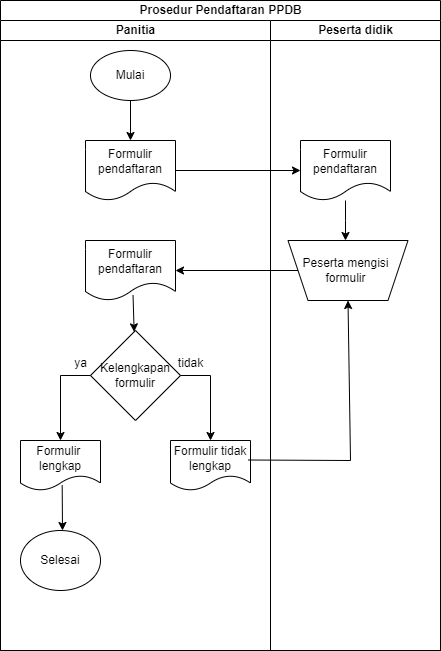 Prosedur Pendaftaran PPDB
Panitia
Peserta didik
Mulai
Formulir
pendaftaran
Formulir
pendaftaran
Formulir
pendaftaran
Peserta mengisi
formulir
ya
Kelengkapan
formulir
tidak
Formulir
lengkap
Formulir tidak
lengkap
Selesai